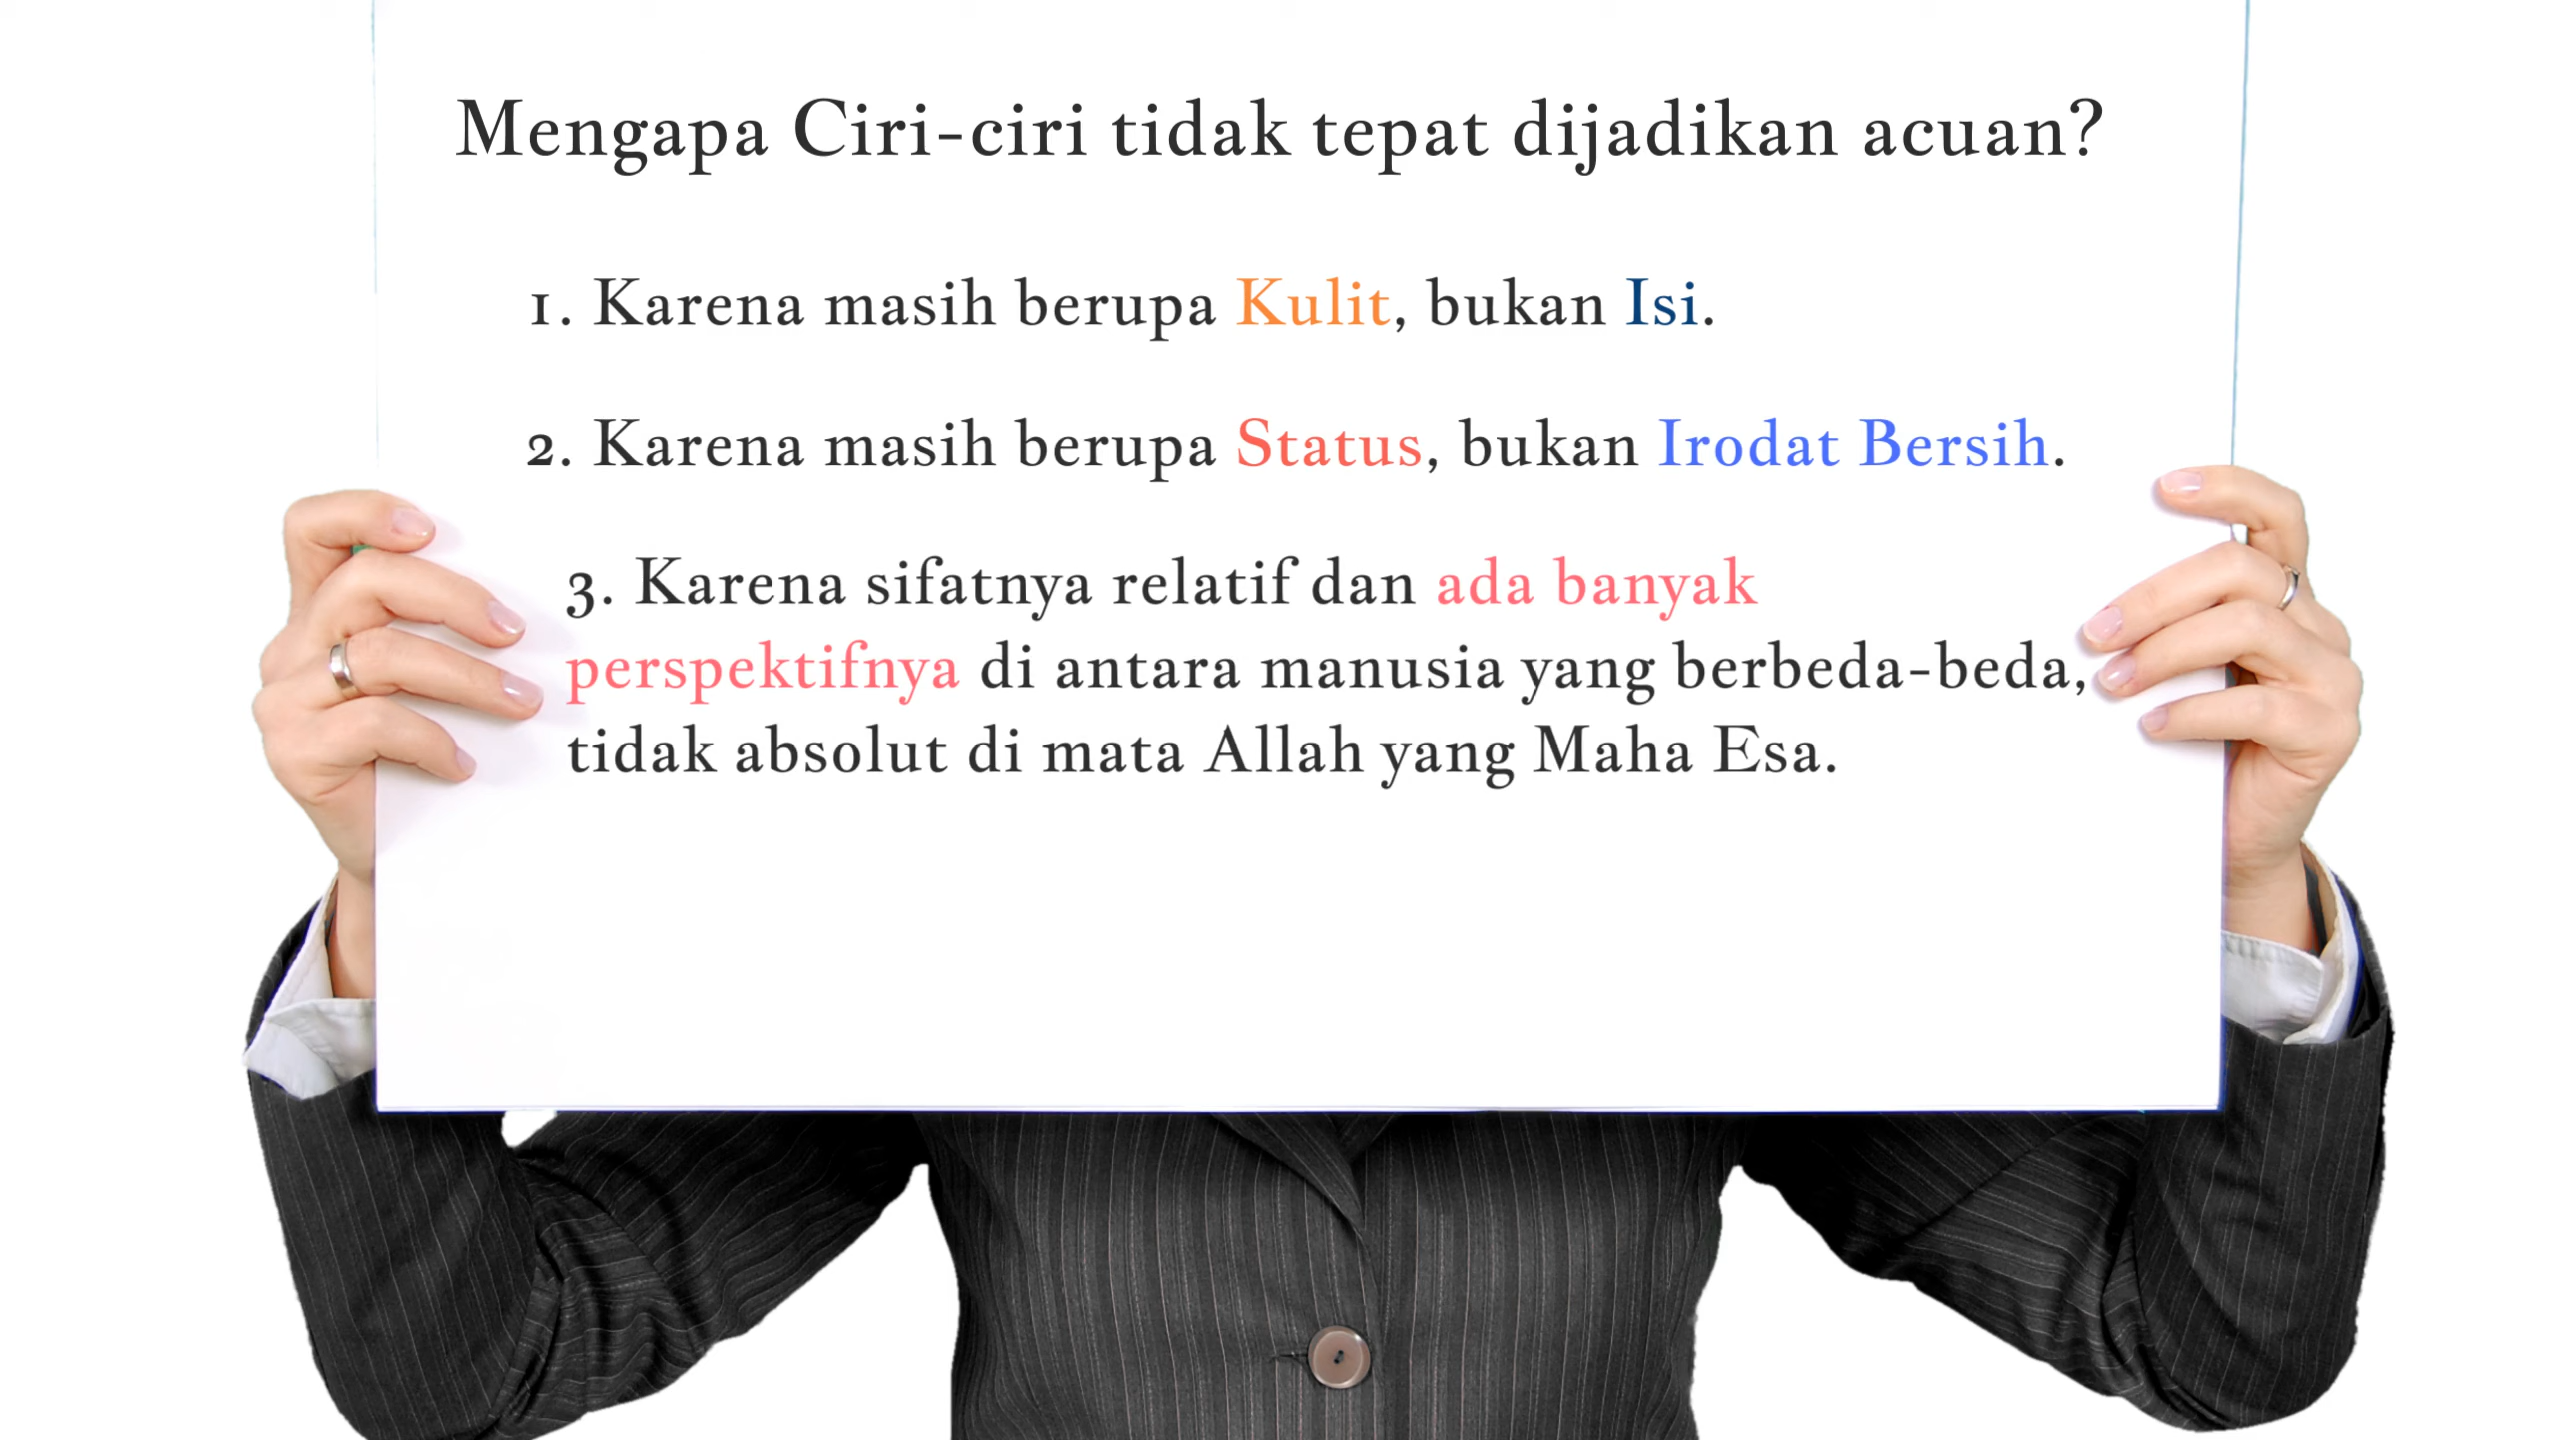 Mengapa Ciri-ciri tidak tepat dijadikan acuan?
1. Karena masih berupa Kulit, bukan Isi.
2. Karena masih berupa Status, bukan Irodat Bersih.
3. Karena sifatnya relatif dan ada banyak
perspektifnya di antara manusia yang berbeda-beda,
tidak absolut di mata Allah yang Maha Esa.